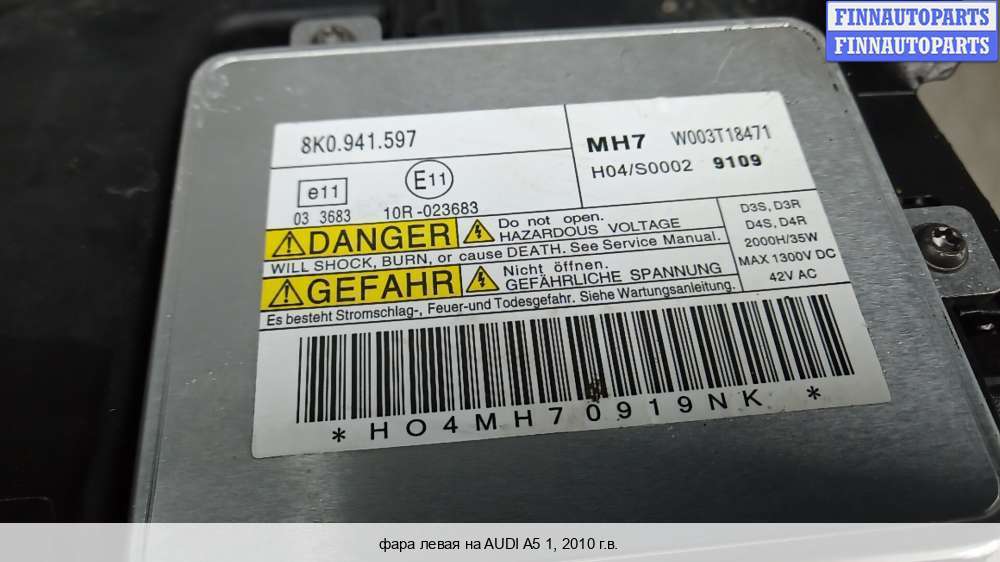 FINNAUTOPARTS
FINNAUTOPARTS
8K0.941.597
MH7 W003T18471
H04/S0002 9109
e11
E11
03 3683 10R-023683
DANGER
Do not open.
HAZARDOUS VOLTAGE
WILL SHOCK, BURN, or cause DEATH. See Service Manual.
GEFAHR
Nicht öffnen.
GEFÄHRLICHE SPANNUNG
Es besteht Stromschlag-, Feuer-und Todesgefahr. Siehe Wartungsanleitung.
D3S, D3R
D4S, D4R
2000H/35W
MAX 1300V DC
42V AC
*HO4MH70919NK*
фара левая на AUDI A5 1, 2010 г.в.